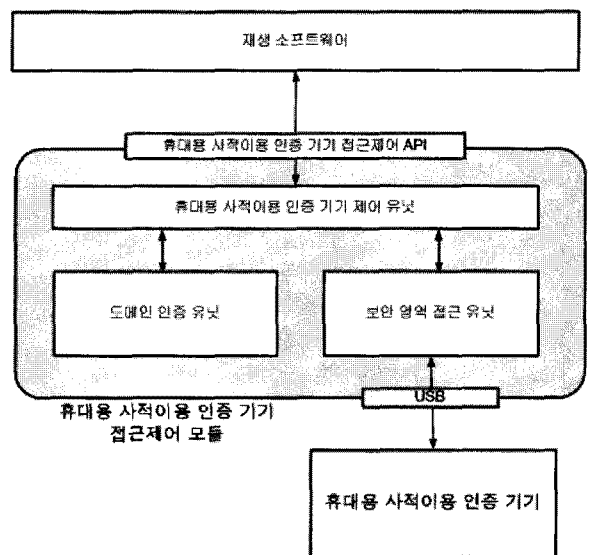 재생 소프트웨어
휴대용 사적이용 인증 기기 접근제어 API
휴대용 사적이용 인증 기기 제어 유닛
도메인 인증 유닛
보안 영역 접근 유닛
USB
휴대용 사적이용 인증 기기
접근제어 모듈
휴대용 사적이용 인증 기기